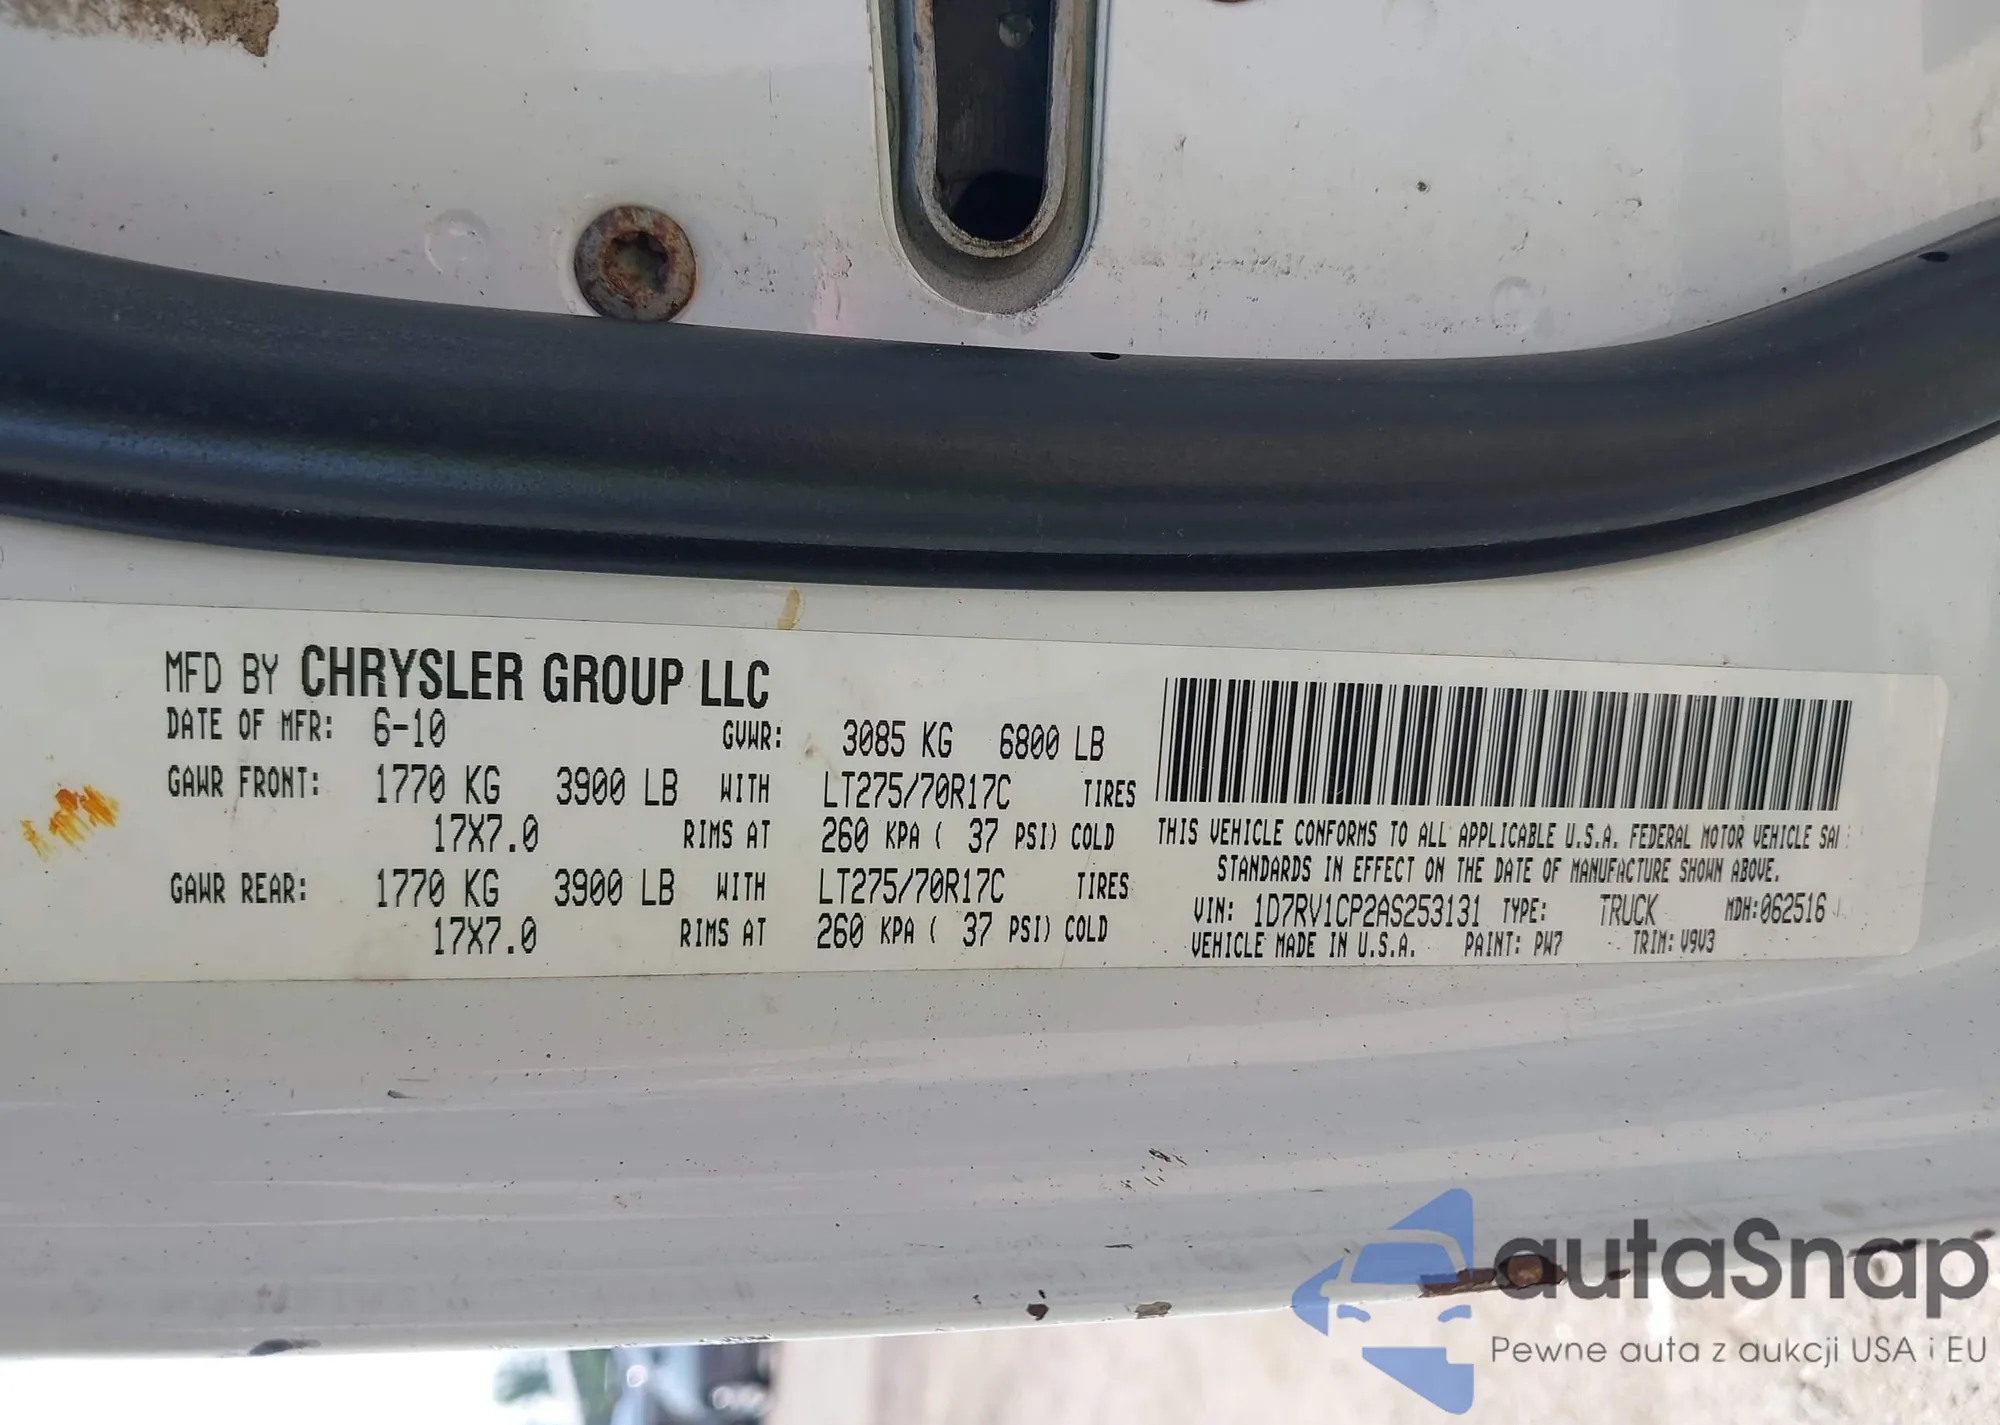 MFD BY CHRYSLER GROUP LLC
DATE OF MFR: 6-10 GVWR: 3085 KG 6800 LB
GAWR FRONT: 1770 KG 3900 LB WITH LT275/70R17C TIRES
17X7.0 RIMS AT 260 KPA ( 37 PSI) COLD
GAWR REAR: 1770 KG 3900 LB WITH LT275/70R17C TIRES
17X7.0 RIMS AT 260 KPA ( 37 PSI) COLD
THIS VEHICLE CONFORMS TO ALL APPLICABLE U.S.A. FEDERAL MOTOR VEHICLE
STANDARDS IN EFFECT ON THE DATE OF MANUFACTURE SHOWN ABOVE.
VIN: 1D7RV1CP2AS253131 TYPE: TRUCK MDH:062516
VEHICLE MADE IN U.S.A. PAINT: PW7 TRIM: V9V3
autaSnap
Pewne auta z aukcji USA i EU